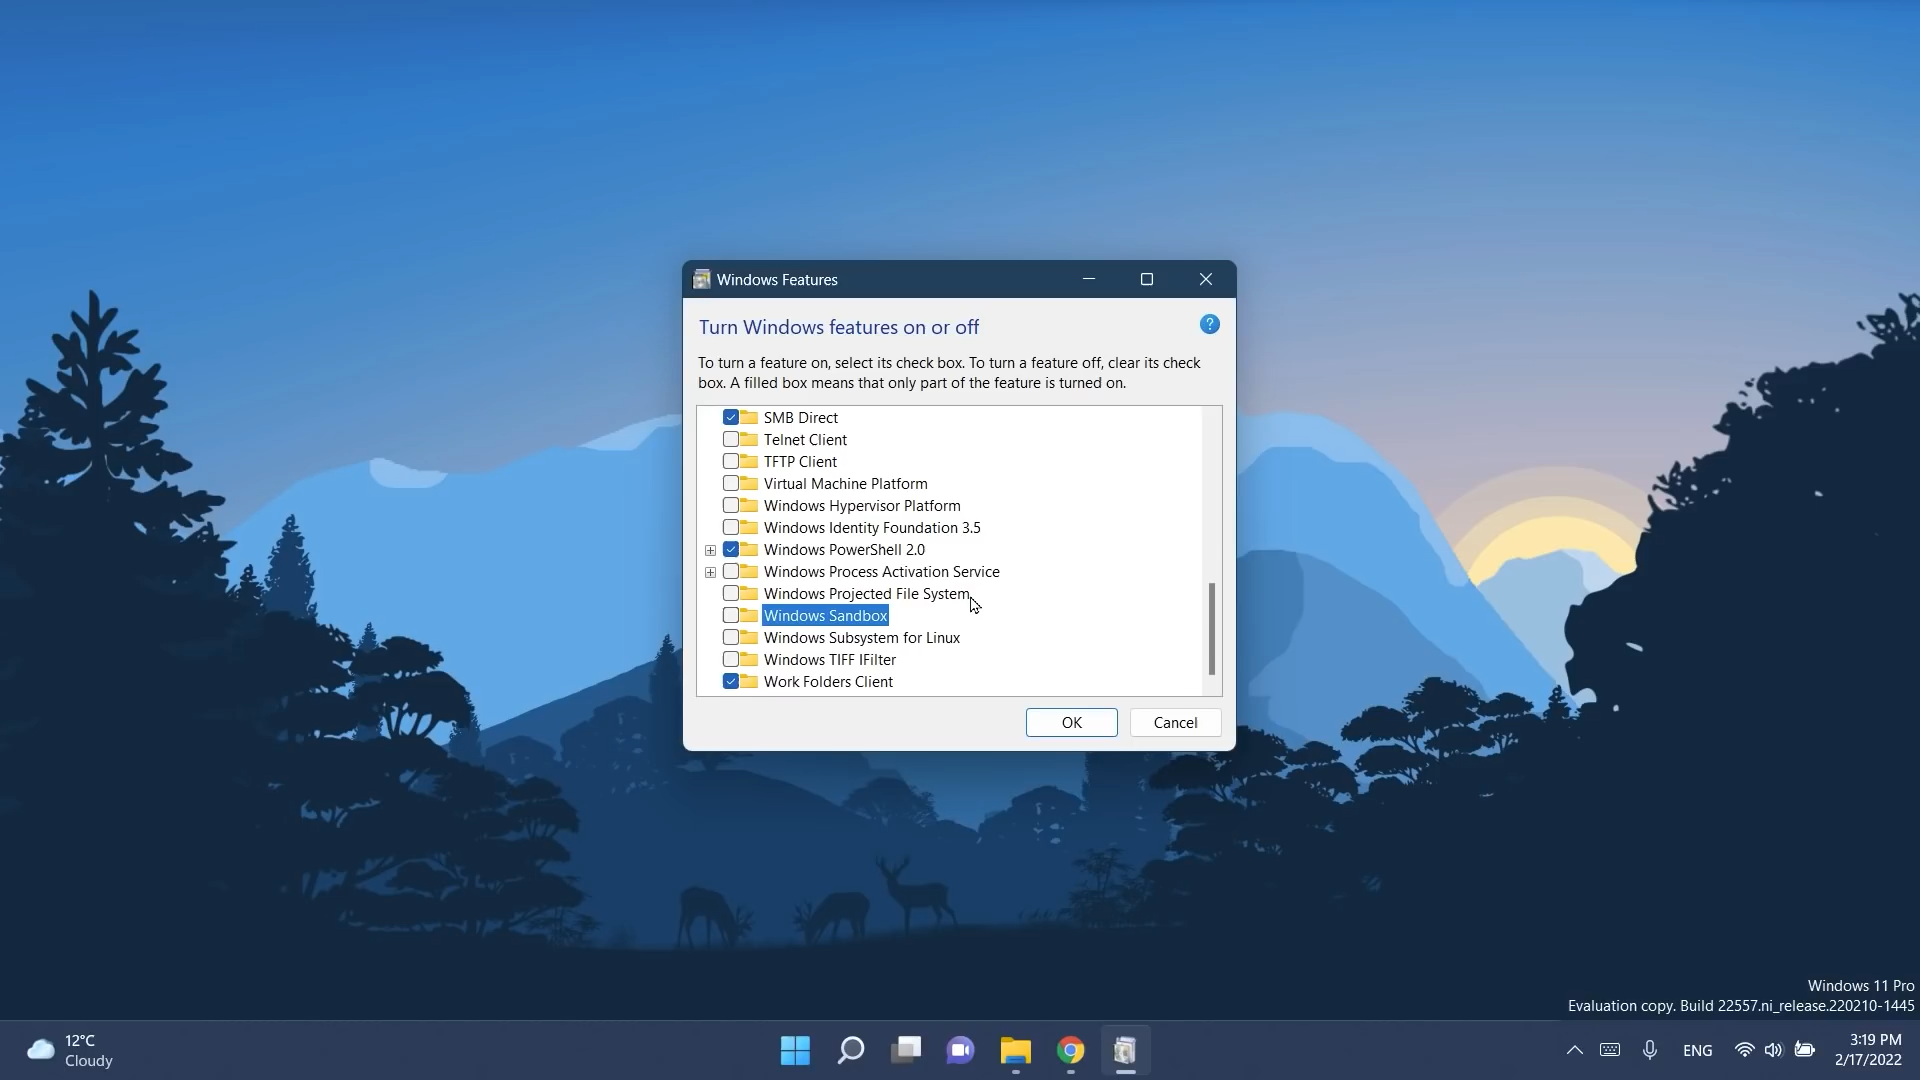 Windows Features
Turn Windows features on or off
?
To turn a feature on, select its check box. To turn a feature off, clear its check
box. A filled box means that only part of the feature is turned on.
SMB Direct
Telnet Client
TFTP Client
Virtual Machine Platform
Windows Hypervisor Platform
Windows Identity Foundation 3.5
Windows PowerShell 2.0
Windows Process Activation Service
Windows Projected File System
Windows Sandbox
Windows Subsystem for Linux
Windows TIFF IFilter
Work Folders Client
OK
Cancel
Windows 11 Pro
Evaluation copy. Build 22557.ni_release.220210-1445
12°C
Cloudy
ENG
3:19 PM
2/17/2022